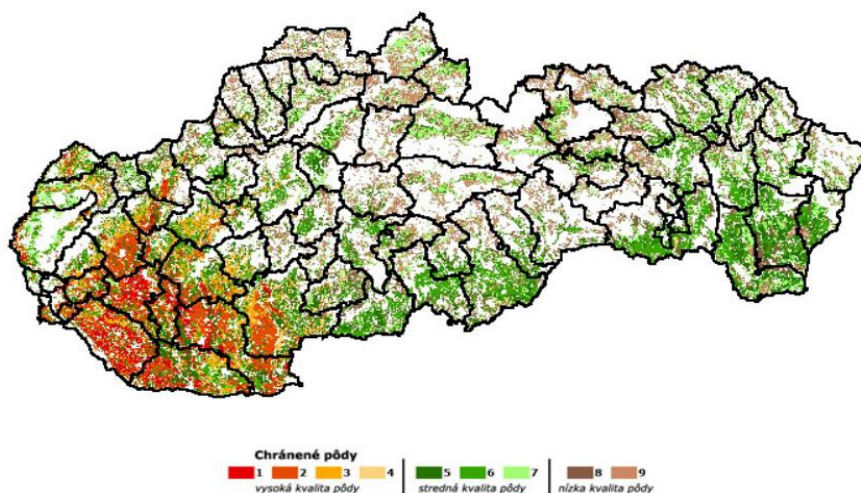 Chránené pôdy
1 2 3 4 5 6 7 8 9
vysoká kvalita pôdy stredná kvalita pôdy nízka kvalita pôdy